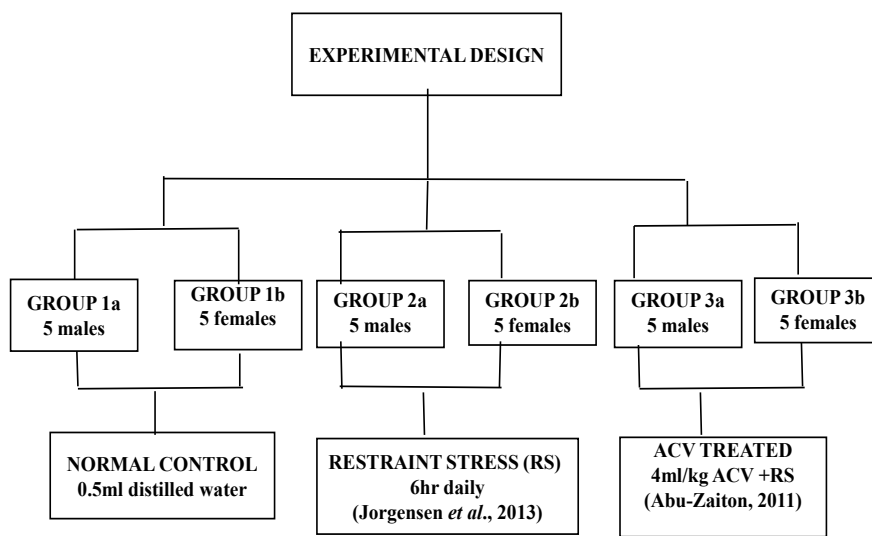 EXPERIMENTAL DESIGN
GROUP 1a
5 males
GROUP 1b
5 females
GROUP 2a
5 males
GROUP 2b
5 females
GROUP 3a
5 males
GROUP 3b
5 females
NORMAL CONTROL
0.5ml distilled water
RESTRAINT STRESS (RS)
6hr daily
(Jorgensen et al., 2013)
ACV TREATED
4ml/kg ACV +RS
(Abu-Zaiton, 2011)